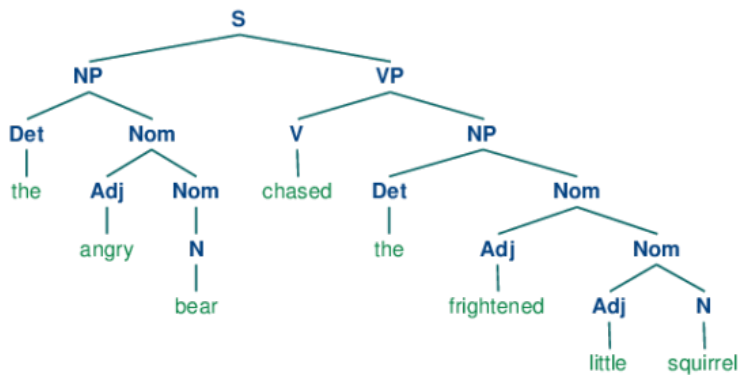 S
NP VP
Det Nom V NP
the Adj Nom chased Det Nom
angry N the Adj Nom
bear frightened Adj N
little squirrel